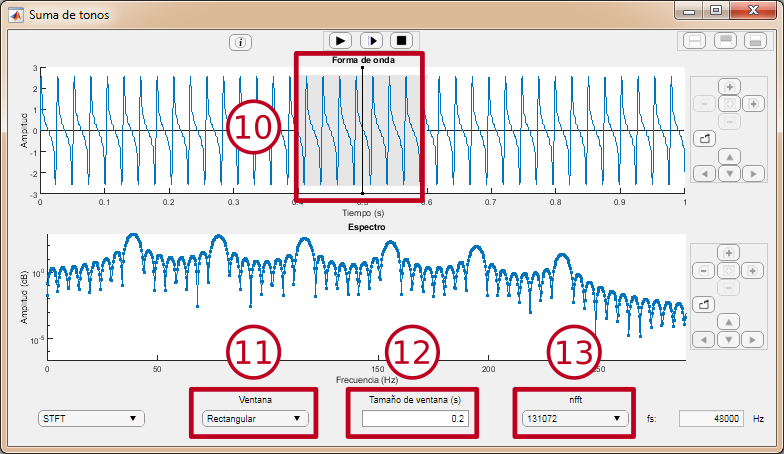 Suma de tonos
i
Forma de onda
Amplitud
3
2
1
0
-1
-2
-3
10
0 0.1 0.2 0.3 0.4 0.5 0.6 0.7 0.8 0.9 1
Tiempo (s)
Espectro
Amplitud (dB)
10^0
10^-5
11 12 13
0 50 150 200 250
Frecuencia (Hz)
Ventana Tamaño de ventana (s) nfft
STFT Rectangular 0.2 131072 fs: 48000 Hz